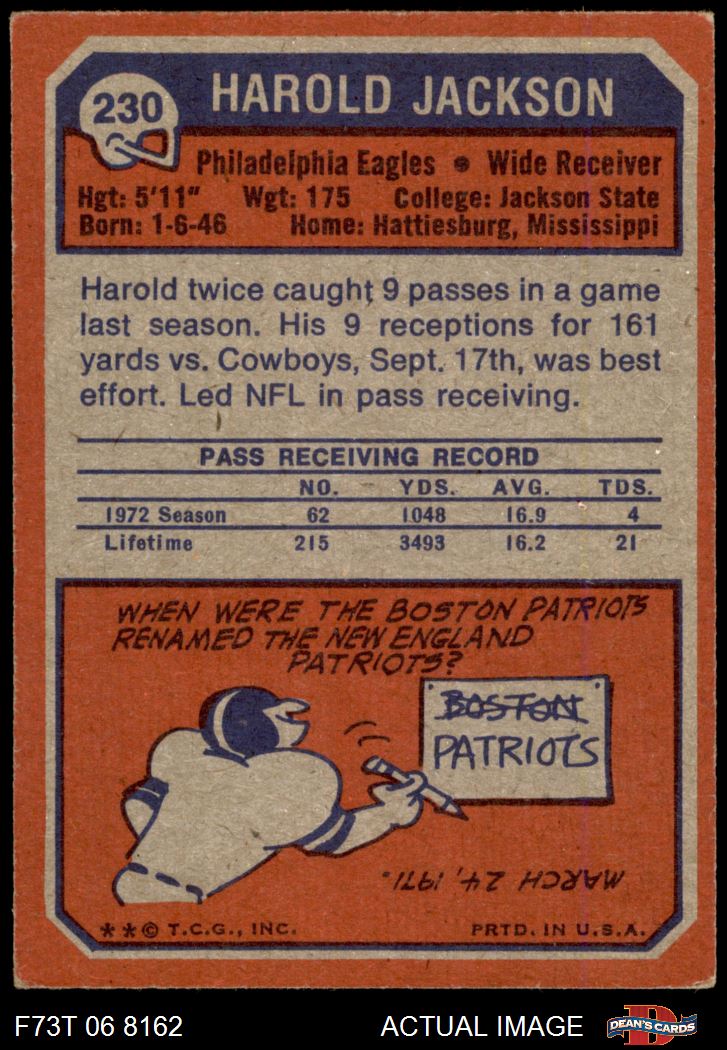 230
HAROLD JACKSON
Philadelphia Eagles • Wide Receiver
Hgt: 5'11" Wgt: 175 College: Jackson State
Born: 1-6-46 Home: Hattiesburg, Mississippi
Harold twice caught 9 passes in a game
last season. His 9 receptions for 161
yards vs. Cowboys, Sept. 17th, was best
effort. Led NFL in pass receiving.
PASS RECEIVING RECORD
NO. YDS. AVG. TDS.
1972 Season 62 1048 16.9 4
Lifetime 215 3493 16.2 21
WHEN WERE THE BOSTON PATRIOTS
RENAMED THE NEW ENGLAND
PATRIOTS?
BOSTON
PATRIOTS
MARCH 24, 1971.
**© T.C.G., INC. PRTD. IN U.S.A.
F73T 06 8162 ACTUAL IMAGE D DEAN'S CARDS